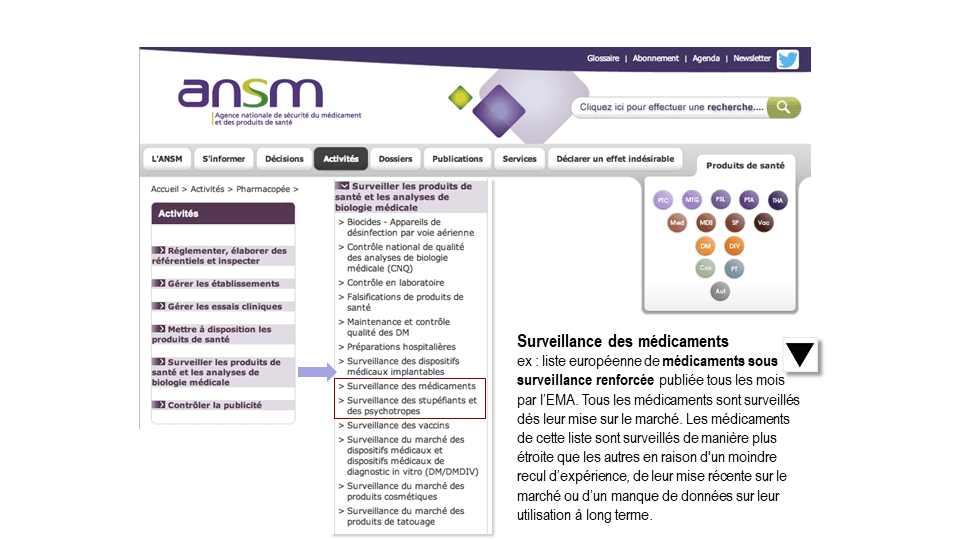 Glossaire | Abonnement | Agenda | Newsletter
ansm
Agence nationale de sécurité du médicament
et des produits de santé
Cliquez ici pour effectuer une recherche....
L'ANSM
S'informer
Décisions
Activités
Dossiers
Publications
Services
Déclarer un effet indésirable
Produits de santé
Accueil > Activités > Pharmacopée >
Activités
Réglementer, élaborer des
référentiels et inspecter
Gérer les établissements
Gérer les essais cliniques
Mettre à disposition les
produits de santé
Surveiller les produits de
santé et les analyses de
biologie médicale
Contrôler la publicité
Surveiller les produits de
santé et les analyses de
biologie médicale
> Biocides - Appareils de
désinfection par voie aérienne
> Contrôle national de qualité
des analyses de biologie
médicale (CNQ)
> Contrôle en laboratoire
> Falsifications de produits de
santé
> Maintenance et contrôle
qualité des DM
> Préparations hospitalières
> Surveillance des dispositifs
médicaux implantables
> Surveillance des médicaments
> Surveillance des stupéfiants et
des psychotropes
> Surveillance des vaccins
> Surveillance du marché des
dispositifs médicaux et
dispositifs médicaux de
diagnostic in vitro (DM/DMDIV)
> Surveillance du marché des
produits cosmétiques
> Surveillance du marché des
produits de tatouage
PTC MTG PSL PTA THA
Med MDS SP Vac
DM DIV
Cos PT
Aut
Surveillance des médicaments
ex : liste européenne de médicaments sous
surveillance renforcée publiée tous les mois
par l'EMA. Tous les médicaments sont surveillés
dès leur mise sur le marché. Les médicaments
de cette liste sont surveillés de manière plus
étroite que les autres en raison d'un moindre
recul d'expérience, de leur mise récente sur le
marché ou d'un manque de données sur leur
utilisation à long terme.